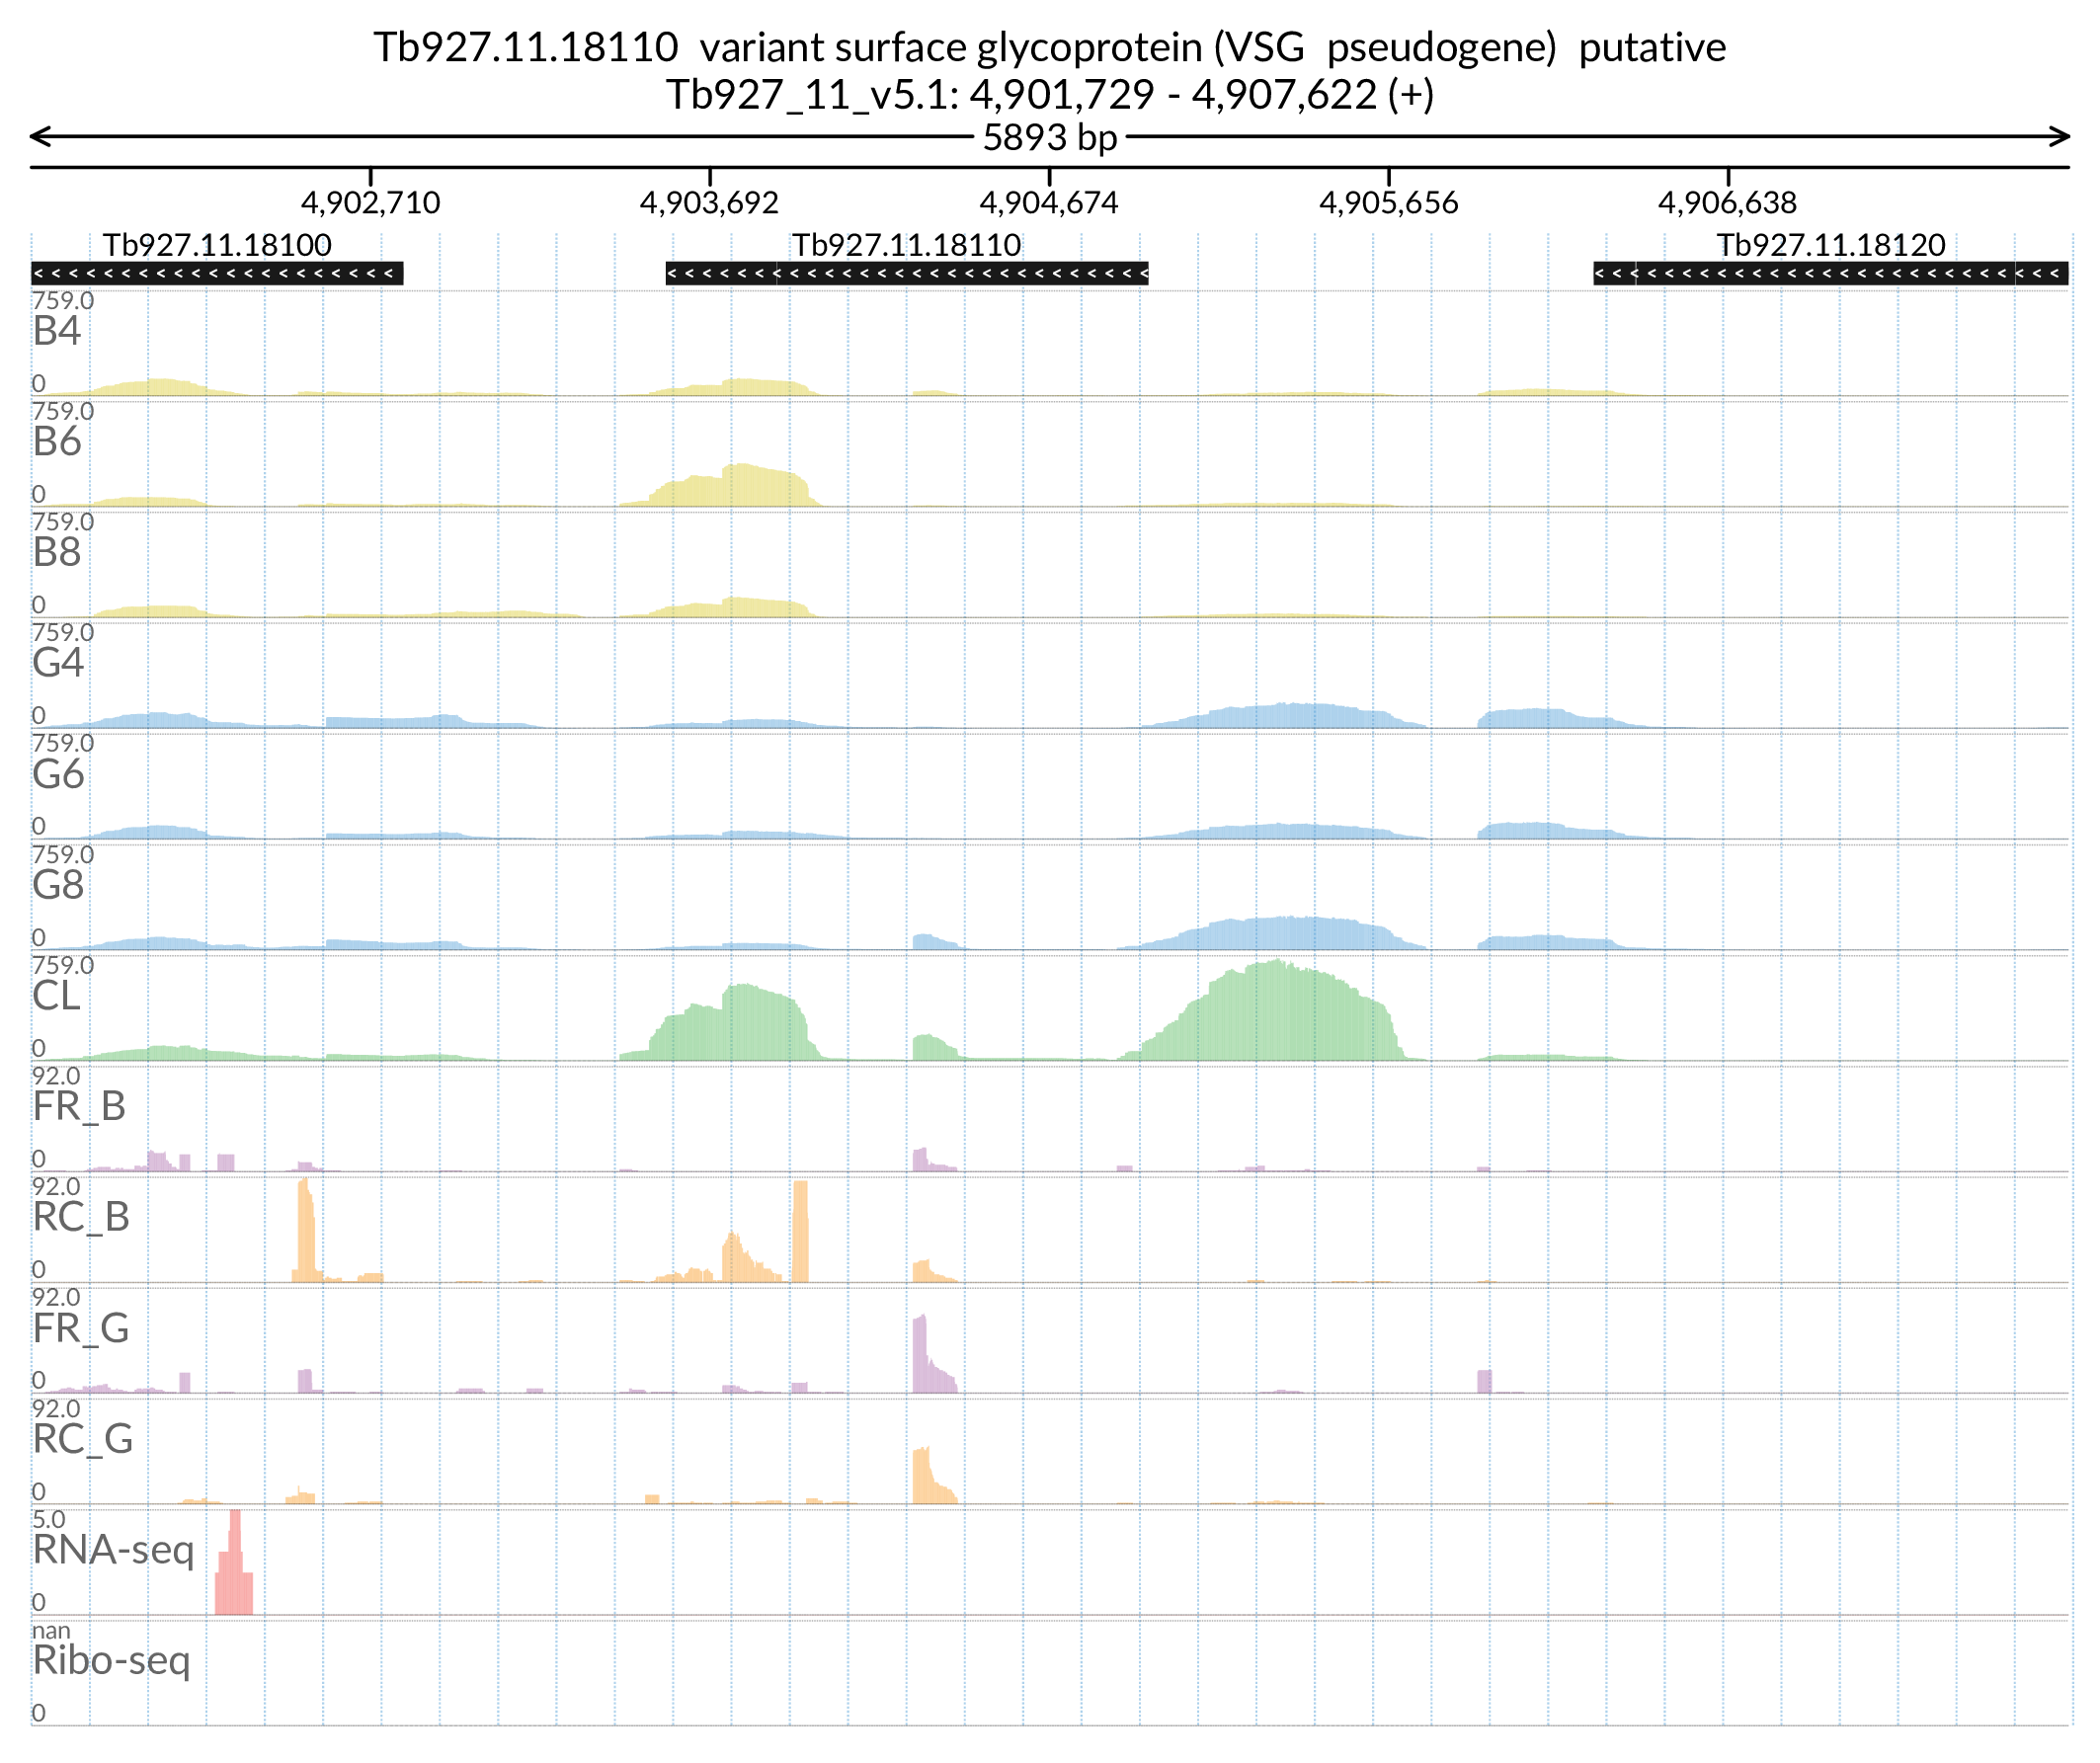 Tb927.11.18110 variant surface glycoprotein (VSG pseudogene) putative
Tb927_11_v5.1: 4,901,729 - 4,907,622 (+)
5893 bp
4,902,710 4,903,692 4,904,674 4,905,656 4,906,638
Tb927.11.18100 Tb927.11.18110 Tb927.11.18120
759.0
B4
0
759.0
B6
0
759.0
B8
0
759.0
G4
0
759.0
G6
0
759.0
G8
0
759.0
CL
0
92.0
FR_B
0
92.0
RC_B
0
92.0
FR_G
0
92.0
RC_G
0
5.0
RNA-seq
0
nan
Ribo-seq
0